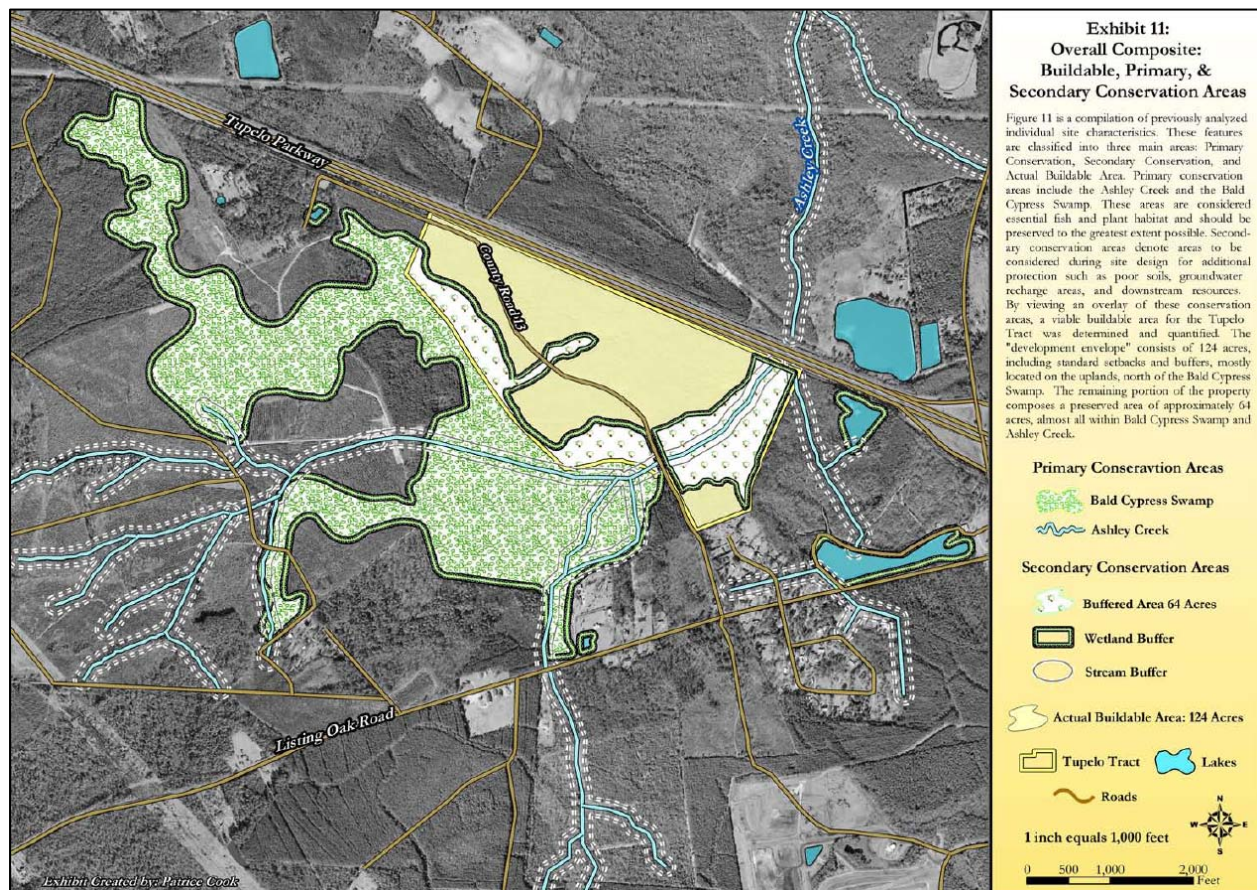 Exhibit 11:
Overall Composite:
Buildable, Primary, &
Secondary Conservation Areas
Figure 11 is a compilation of previously analyzed
individual site characteristics. These features
are classified into three main areas: Primary
Conservation, Secondary Conservation, and
Actual Buildable Area. Primary conservation
areas include the Ashley Creek and the Bald
Cypress Swamp. These areas are considered
essential fish and plant habitat and should be
preserved to the greatest extent possible. Second-
ary conservation areas denote areas to be
considered during site design for additional
protection such as poor soils, groundwater
recharge areas, and downstream resources.
By viewing an overlay of these conservation
areas, a viable buildable area for the Tupelo
Tract was determined and quantified. The
"development envelope" consists of 124 acres,
including standard setbacks and buffers, mostly
located on the uplands, north of the Bald Cypress
Swamp. The remaining portion of the property
composes a preserved area of approximately 64
acres, almost all within Bald Cypress Swamp and
Ashley Creek.
Primary Conseravtion Areas
Bald Cypress Swamp
Ashley Creek
Secondary Conservation Areas
Buffered Area 64 Acres
Wetland Buffer
Stream Buffer
Actual Buildable Area: 124 Acres
Tupelo Tract
Lakes
Roads
N
W E
S
1 inch equals 1,000 feet
0 500 1,000 2,000
Feet
Tupelo Parkway
Ashley Creek
County Road 13
Listing Oak Road
Exhibit Created by: Patrice Cook